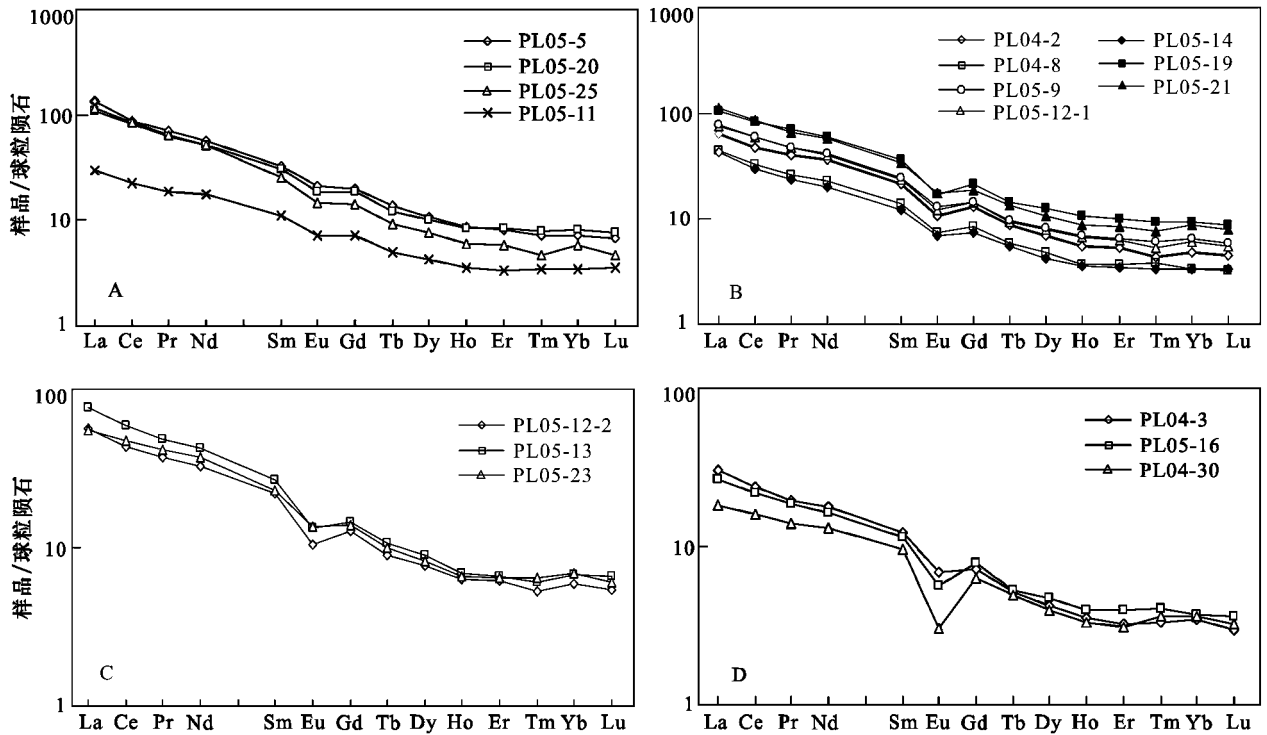 1000
100
10
1
样品/球粒陨石
PL05-5
PL05-20
PL05-25
PL05-11
A
La Ce Pr Nd Sm Eu Gd Tb Dy Ho Er Tm Yb Lu
1000
100
10
1
PL04-2
PL04-8
PL05-9
PL05-12-1
PL05-14
PL05-19
PL05-21
B
La Ce Pr Nd Sm Eu Gd Tb Dy Ho Er Tm Yb Lu
100
10
1
样品/球粒陨石
PL05-12-2
PL05-13
PL05-23
C
La Ce Pr Nd Sm Eu Gd Tb Dy Ho Er Tm Yb Lu
100
10
1
PL04-3
PL05-16
PL04-30
D
La Ce Pr Nd Sm Eu Gd Tb Dy Ho Er Tm Yb Lu